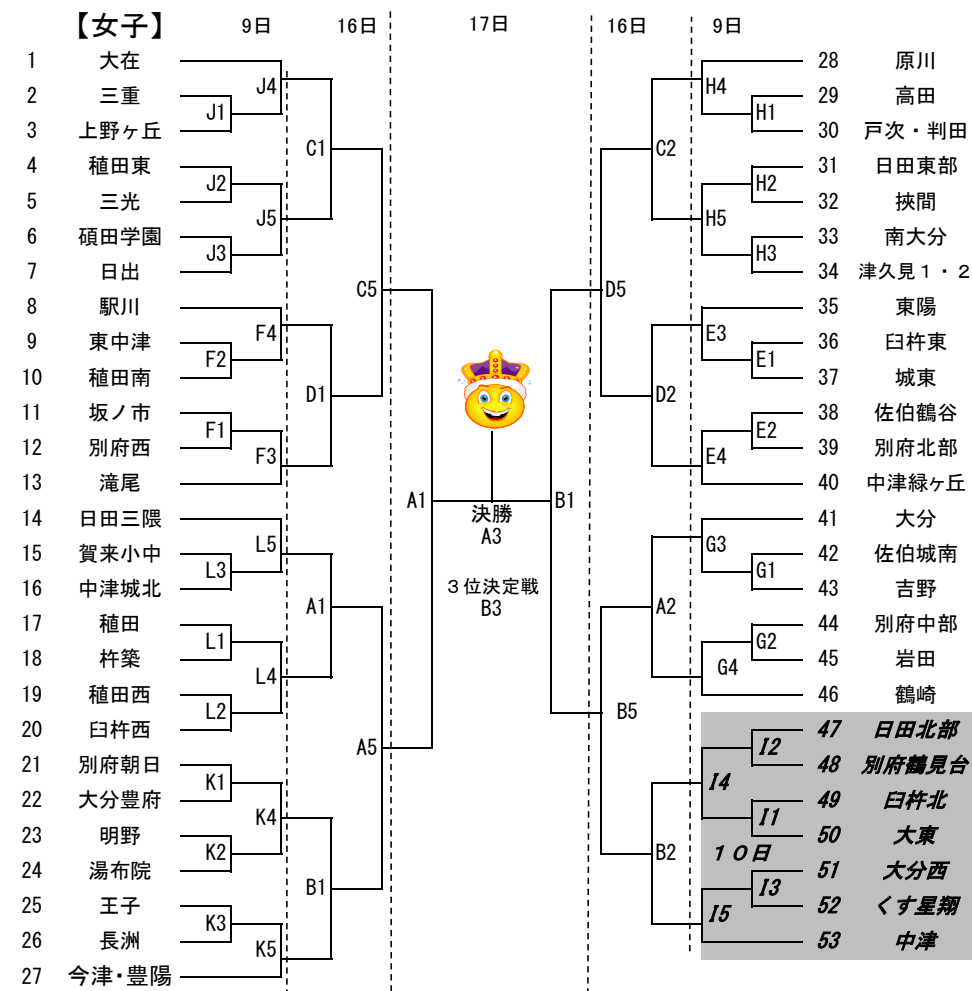 【女子】 9日 16日 17日 16日 9日
1 大在 28 原川
J4 H4
2 三重 29 高田
J1 H1
3 上野ヶ丘 30 戸次・判田
C1 C2
4 稙田東 31 日田東部
J2 H2
5 三光 32 挾間
J5 H5
6 碩田学園 33 南大分
J3 H3
7 日出 34 津久見1・2
C5 D5
8 駅川 35 東陽
F4 E3
9 東中津 36 臼杵東
F2 E1
10 稙田南 37 城東
D1 D2
11 坂ノ市 38 佐伯鶴谷
F1 E2
12 別府西 39 別府北部
F3 E4
13 滝尾 40 中津緑ヶ丘
A1 B1
決勝
A3
14 日田三隈 41 大分
L5 G3
15 賀来小中 42 佐伯城南
L3 G1
16 中津城北 43 吉野
3位決定戦
B3
A1 A2
17 稙田 44 別府中部
L1 G2
18 杵築 45 岩田
L4 G4
19 稙田西 46 鶴崎
L2 B5
20 臼杵西 47 日田北部
A5 I2
21 別府朝日 48 別府鶴見台
K1 I4
22 大分豊府 49 臼杵北
K4 I1
23 明野 50 大東
K2 B2 10日
24 湯布院 51 大分西
B1 I3
25 王子 52 くす星翔
K3 I5
26 長洲 53 中津
K5
27 今津・豊陽